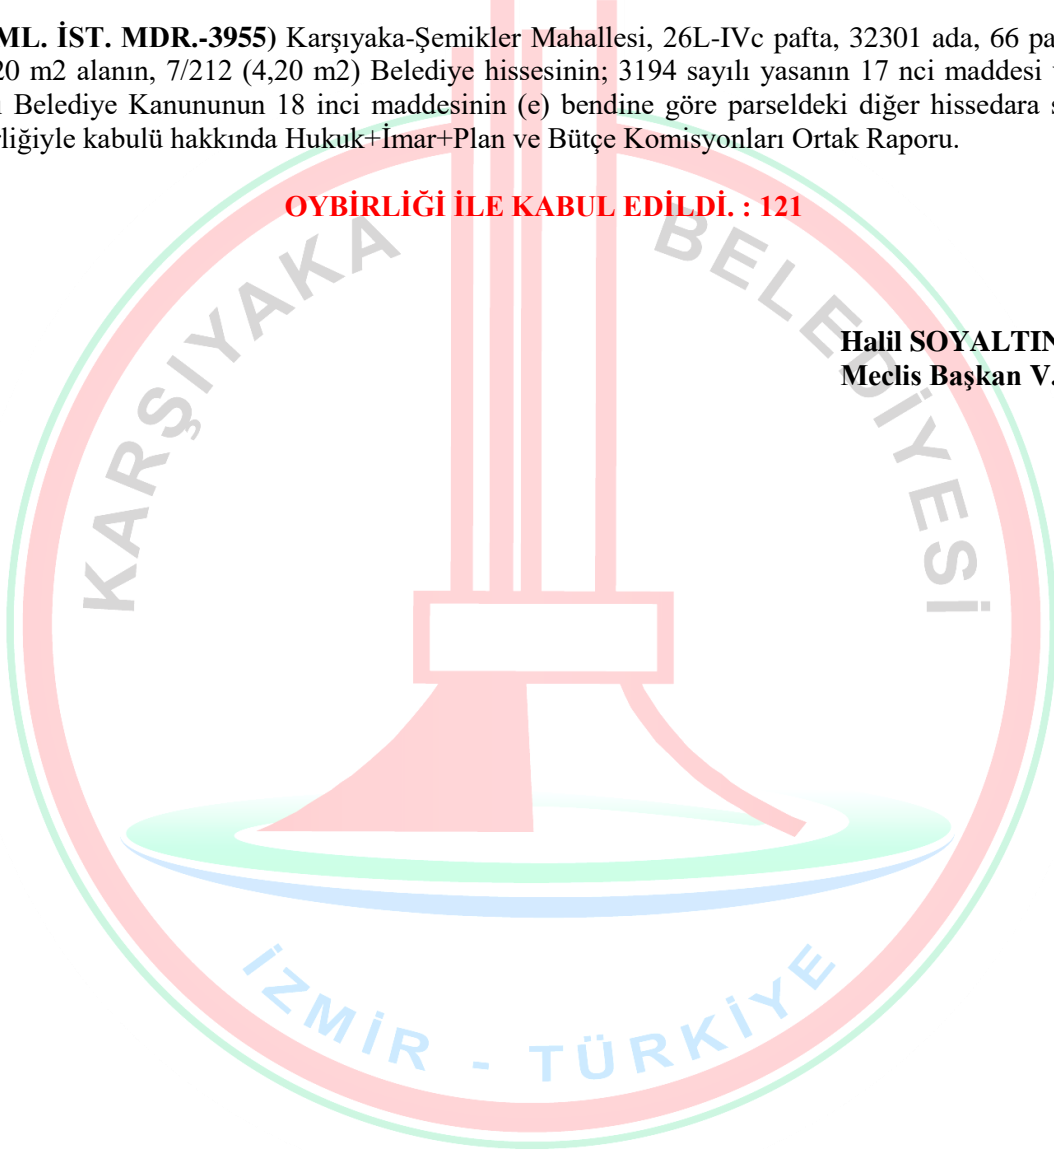 ML. İST. MDR.-3955) Karşıyaka-Şemikler Mahallesi, 26L-IVc pafta, 32301 ada, 66 pa
20 m2 alanın, 7/212 (4,20 m2) Belediye hissesinin; 3194 sayılı yasanın 17 nci maddesi
Belediye Kanununun 18 inci maddesinin (e) bendine göre parseldeki diğer hissedara s
rliğiyle kabulü hakkında Hukuk+İmar+Plan ve Bütçe Komisyonları Ortak Raporu.
OYBİRLİĞİ İLE KABUL EDİLDİ. : 121
Halil SOYALTIN
Meclis Başkan V.
KARŞIYAKA BELEDİYESİ
İZMİR - TÜRKİYE